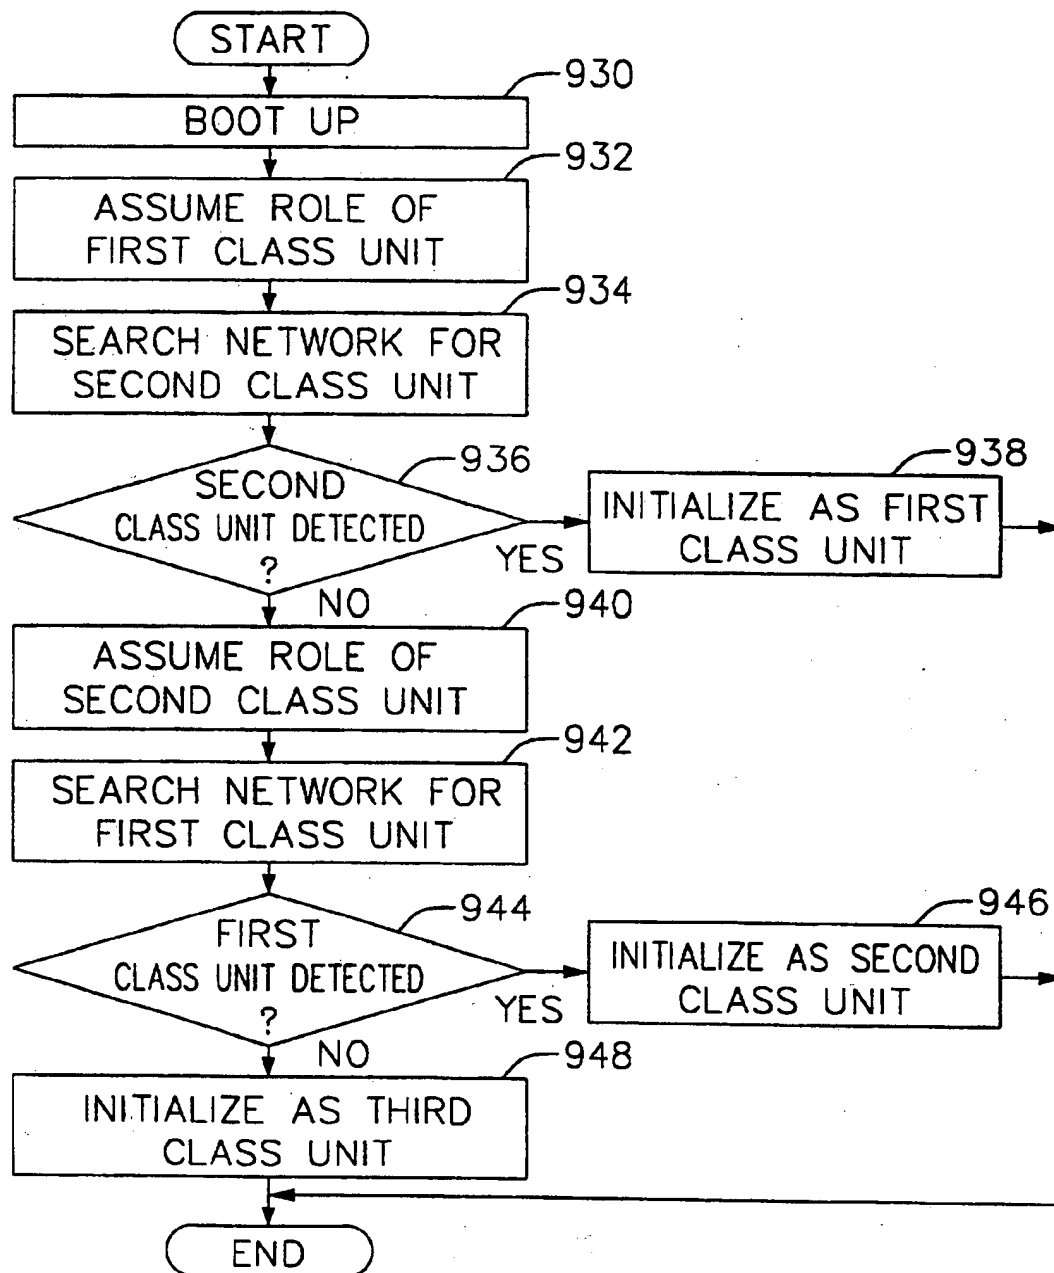 START
930
BOOT UP
932
ASSUME ROLE OF
FIRST CLASS UNIT
934
SEARCH NETWORK FOR
SECOND CLASS UNIT
936
SECOND
CLASS UNIT DETECTED
?
YES
NO
938
INITIALIZE AS FIRST
CLASS UNIT
940
ASSUME ROLE OF
SECOND CLASS UNIT
942
SEARCH NETWORK FOR
FIRST CLASS UNIT
944
FIRST
CLASS UNIT DETECTED
?
YES
NO
946
INITIALIZE AS SECOND
CLASS UNIT
948
INITIALIZE AS THIRD
CLASS UNIT
END